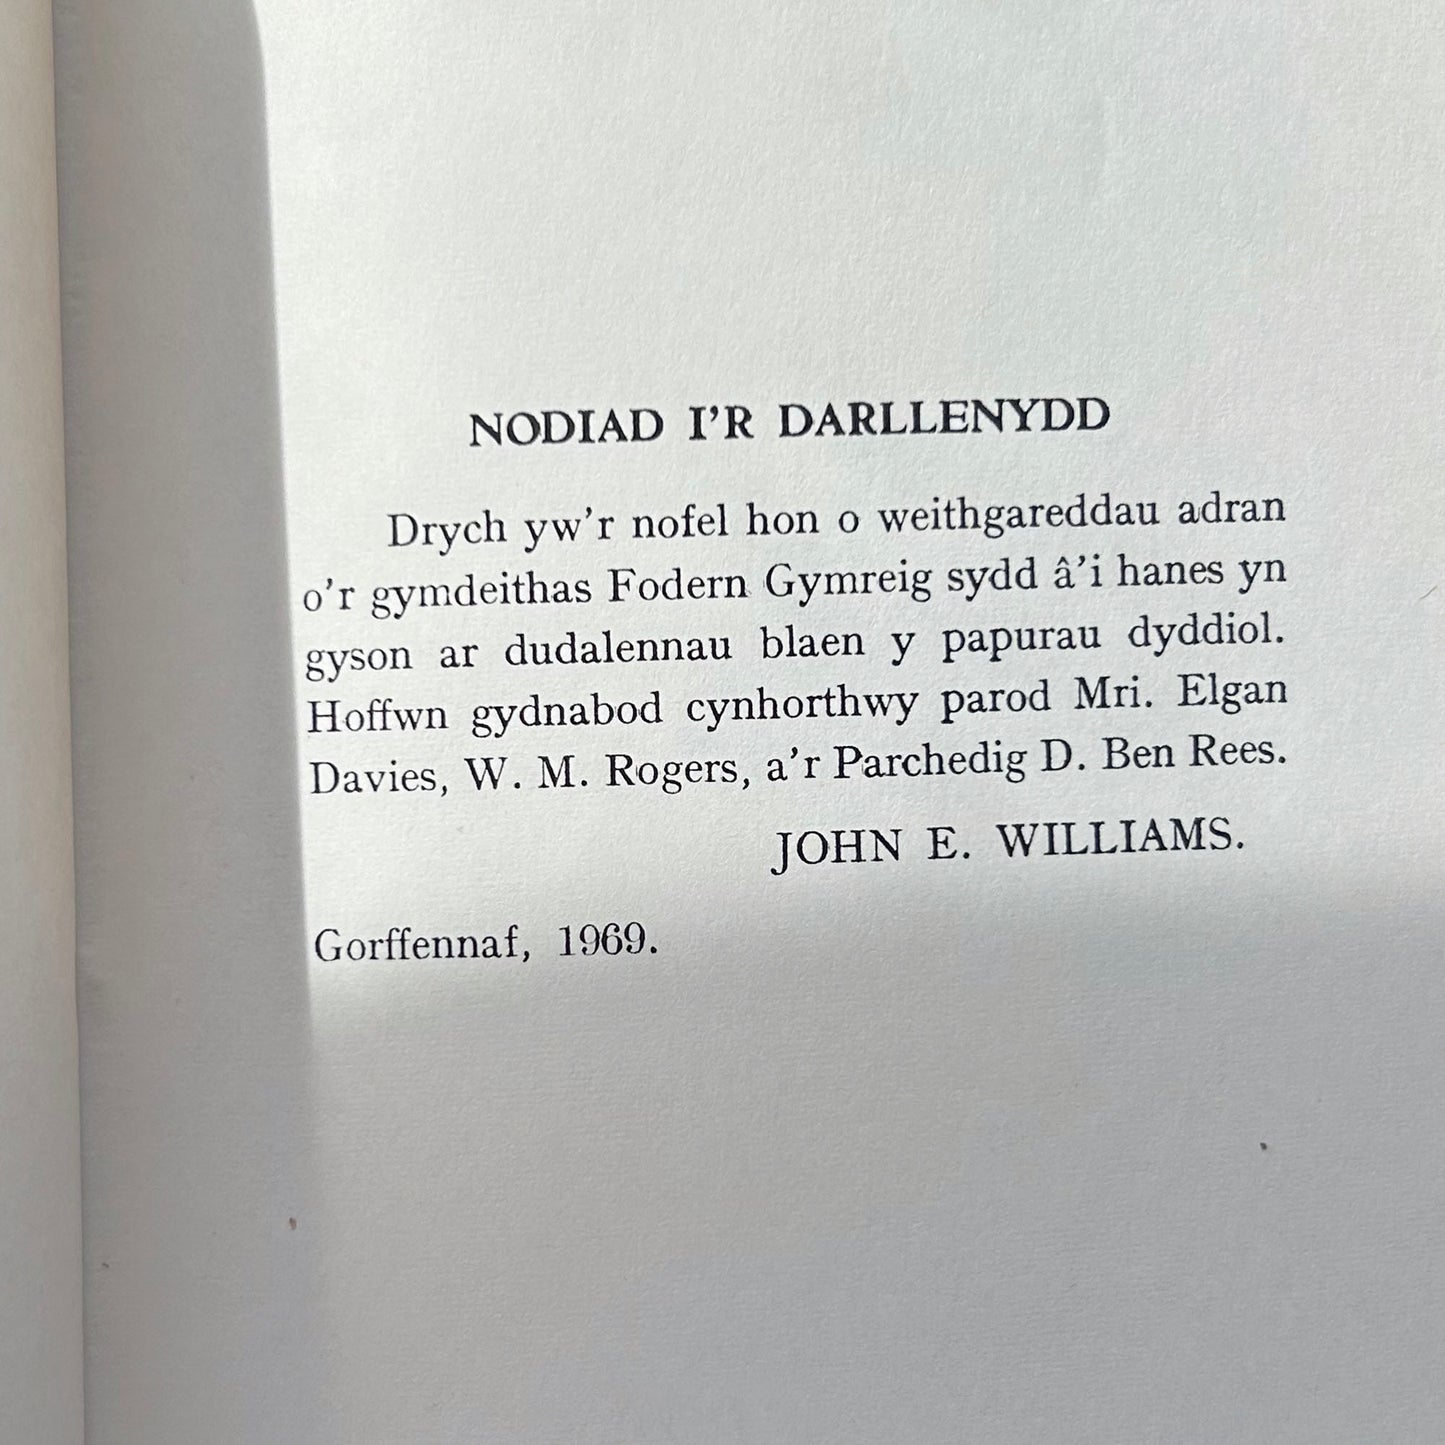 NODIAD I'R DARLLENYDD
Drych yw'r nofel hon o weithgareddau adran
o'r gymdeithas Fodern Gymreig sydd â'i hanes yn
gyson ar dudalennau blaen y papurau dyddiol.
Hoffwn gydnabod cynhorthwy parod Mri. Elgan
Davies, W. M. Rogers, a'r Parchedig D. Ben Rees.
JOHN E. WILLIAMS.
Gorffennaf, 1969.